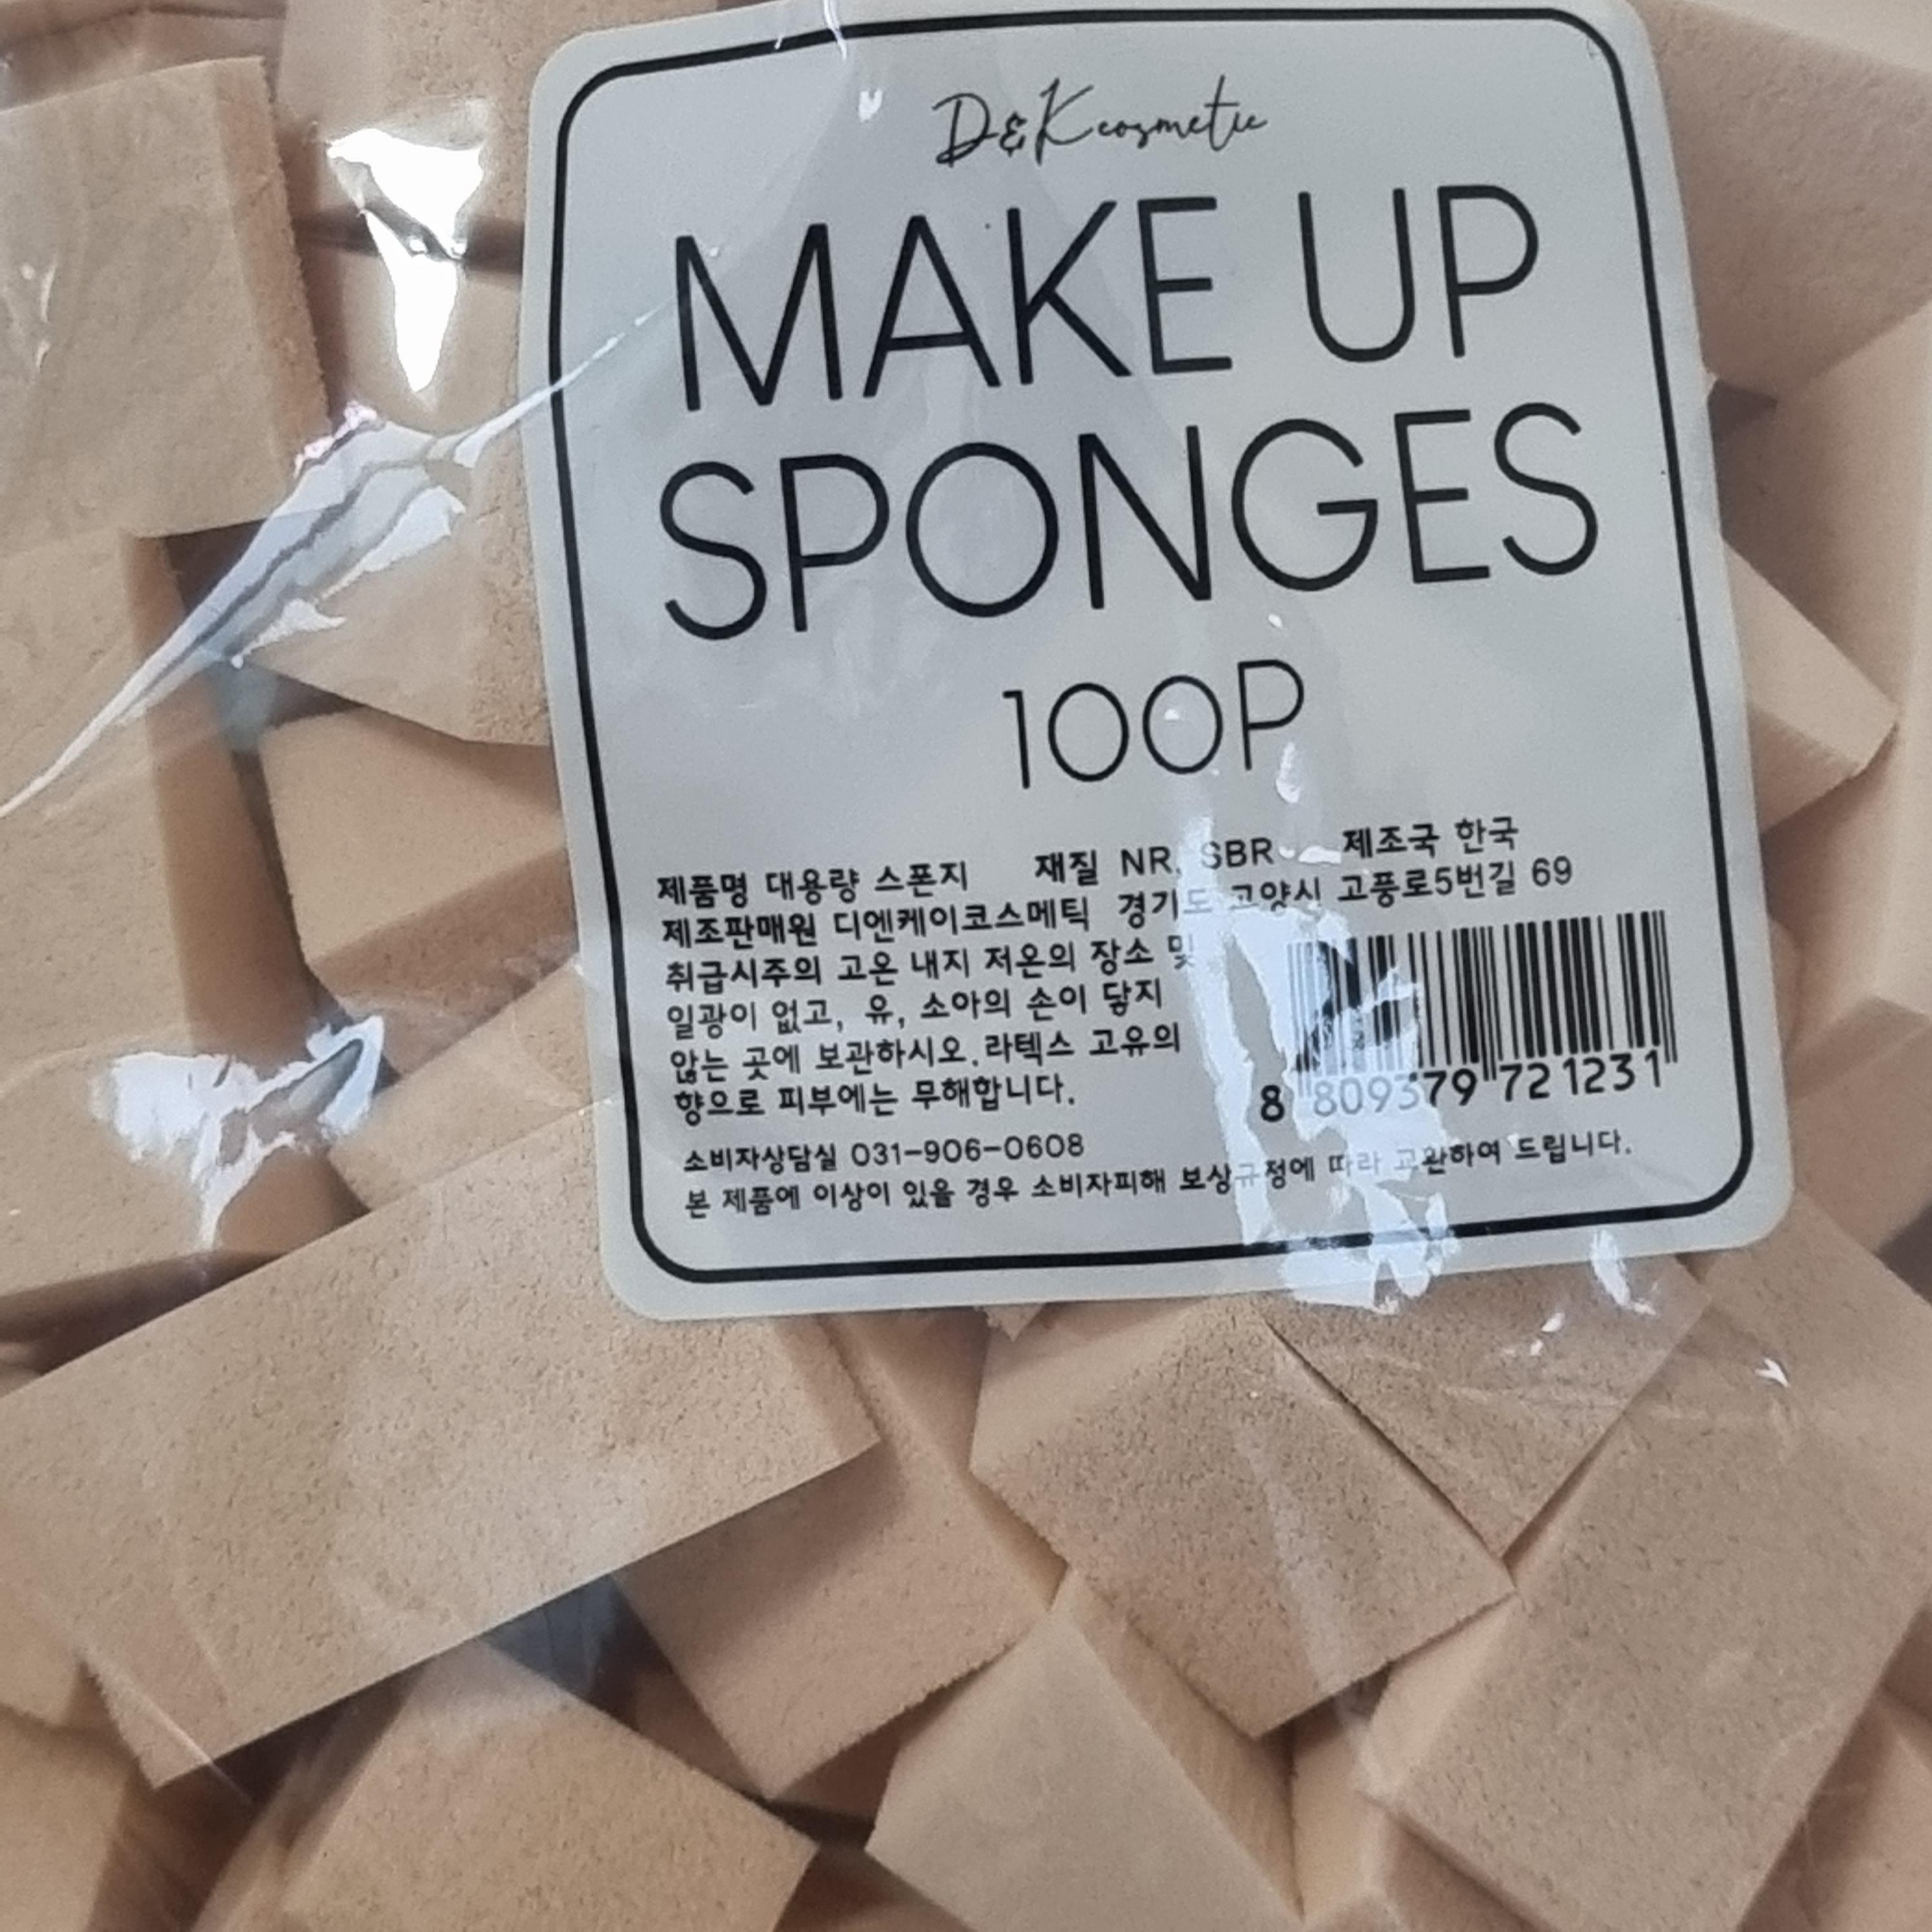 D&Kcosmetic
MAKE UP
SPONGES
100P
제품명 대용량 스폰지 재질 NR, SBR 제조국 한국
제조판매원 디엔케이코스메틱 경기도 고양시 고풍로5번길 69
취급시주의 고온 내지 저온의 장소 및
일광이 없고, 유, 소아의 손이 닿지
않는 곳에 보관하시오. 라텍스 고유의
향으로 피부에는 무해합니다.
8 809379 721231
소비자상담실 031-906-0608
본 제품에 이상이 있을 경우 소비자피해 보상규정에 따라 교환하여 드립니다.